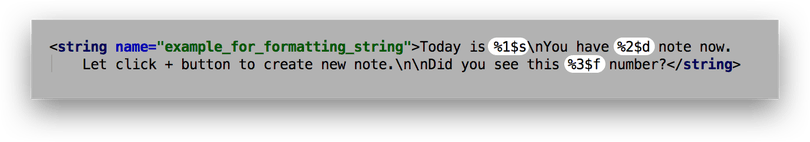 <string name="example_for_formatting_string">Today is %1$s\nYou have %2$d note now.
Let click + button to create new note.\n\nDid you see this %3$f number?</string>